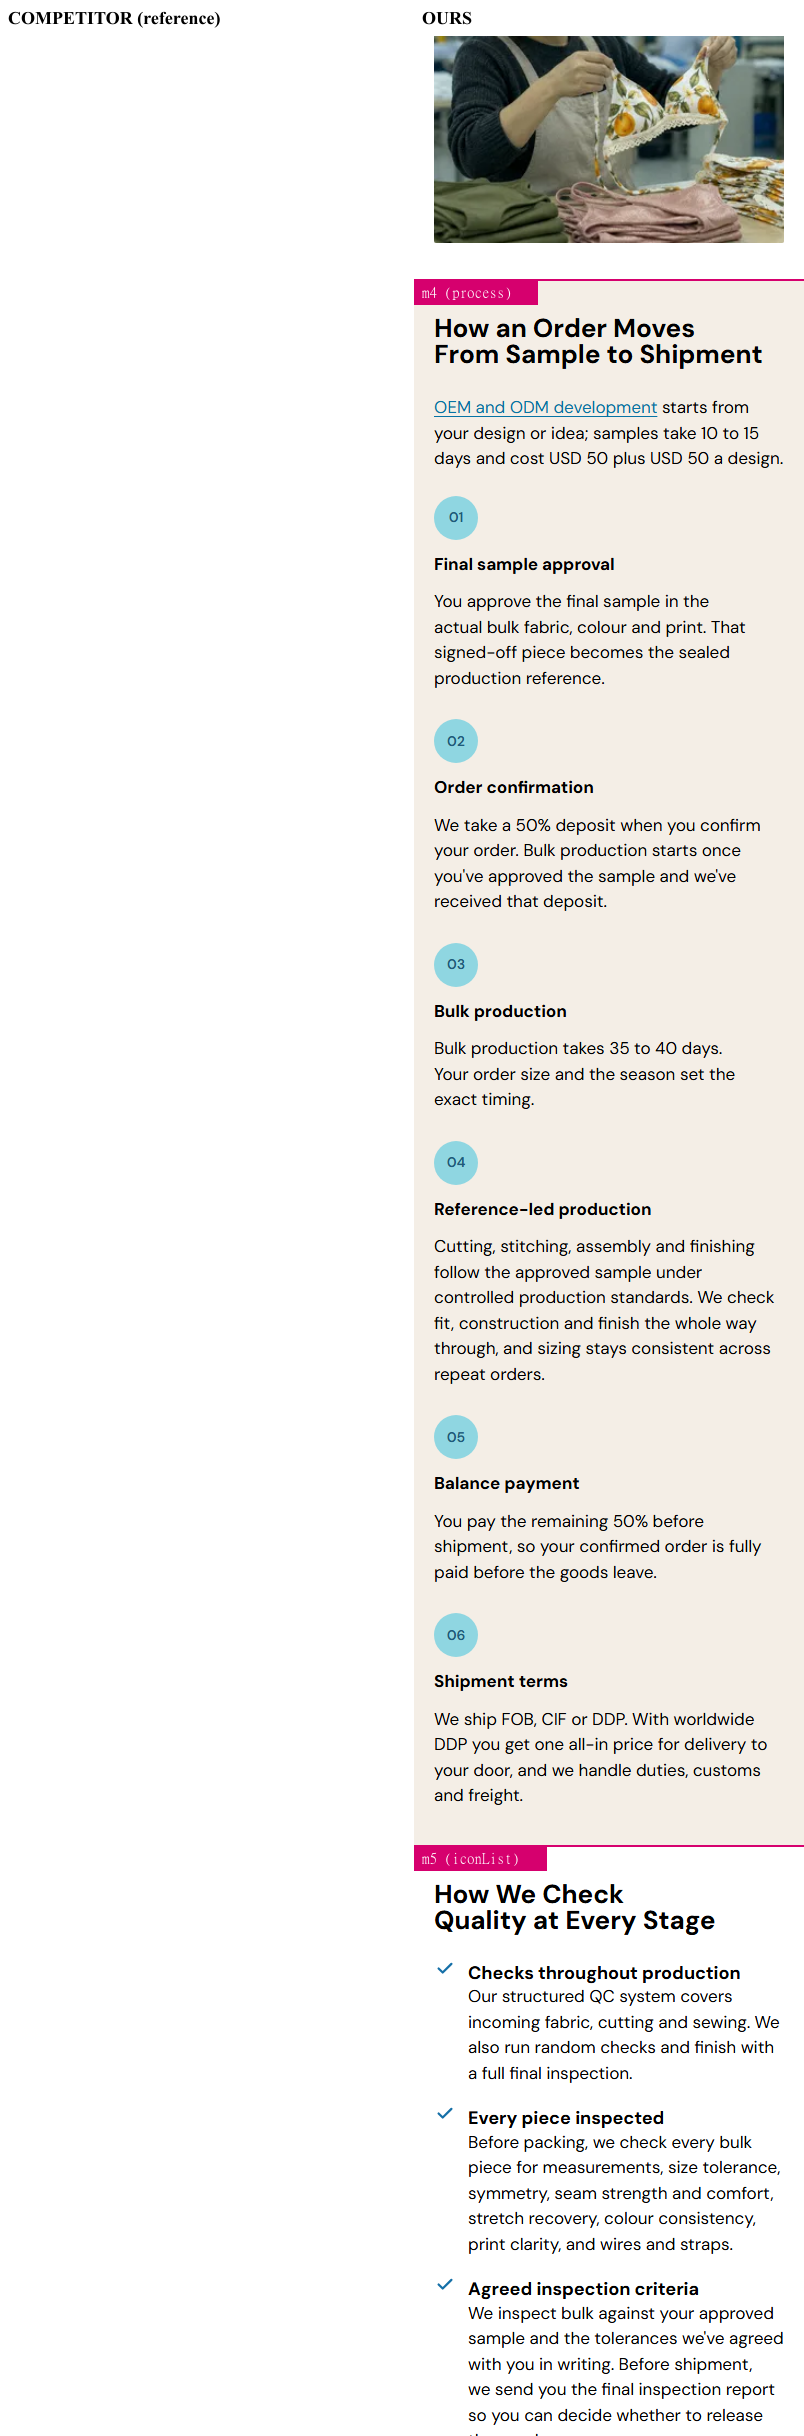 COMPETITOR (reference)
OURS
m4 (process)
How an Order Moves
From Sample to Shipment
OEM and ODM development starts from
your design or idea; samples take 10 to 15
days and cost USD 50 plus USD 50 a design.
01
Final sample approval
You approve the final sample in the
actual bulk fabric, colour and print. That
signed-off piece becomes the sealed
production reference.
02
Order confirmation
We take a 50% deposit when you confirm
your order. Bulk production starts once
you've approved the sample and we've
received that deposit.
03
Bulk production
Bulk production takes 35 to 40 days.
Your order size and the season set the
exact timing.
04
Reference-led production
Cutting, stitching, assembly and finishing
follow the approved sample under
controlled production standards. We check
fit, construction and finish the whole way
through, and sizing stays consistent across
repeat orders.
05
Balance payment
You pay the remaining 50% before
shipment, so your confirmed order is fully
paid before the goods leave.
06
Shipment terms
We ship FOB, CIF or DDP. With worldwide
DDP you get one all-in price for delivery to
your door, and we handle duties, customs
and freight.
m5 (iconList)
How We Check
Quality at Every Stage
Checks throughout production
Our structured QC system covers
incoming fabric, cutting and sewing. We
also run random checks and finish with
a full final inspection.
Every piece inspected
Before packing, we check every bulk
piece for measurements, size tolerance,
symmetry, seam strength and comfort,
stretch recovery, colour consistency,
print clarity, and wires and straps.
Agreed inspection criteria
We inspect bulk against your approved
sample and the tolerances we've agreed
with you in writing. Before shipment,
we send you the final inspection report
so you can decide whether to release